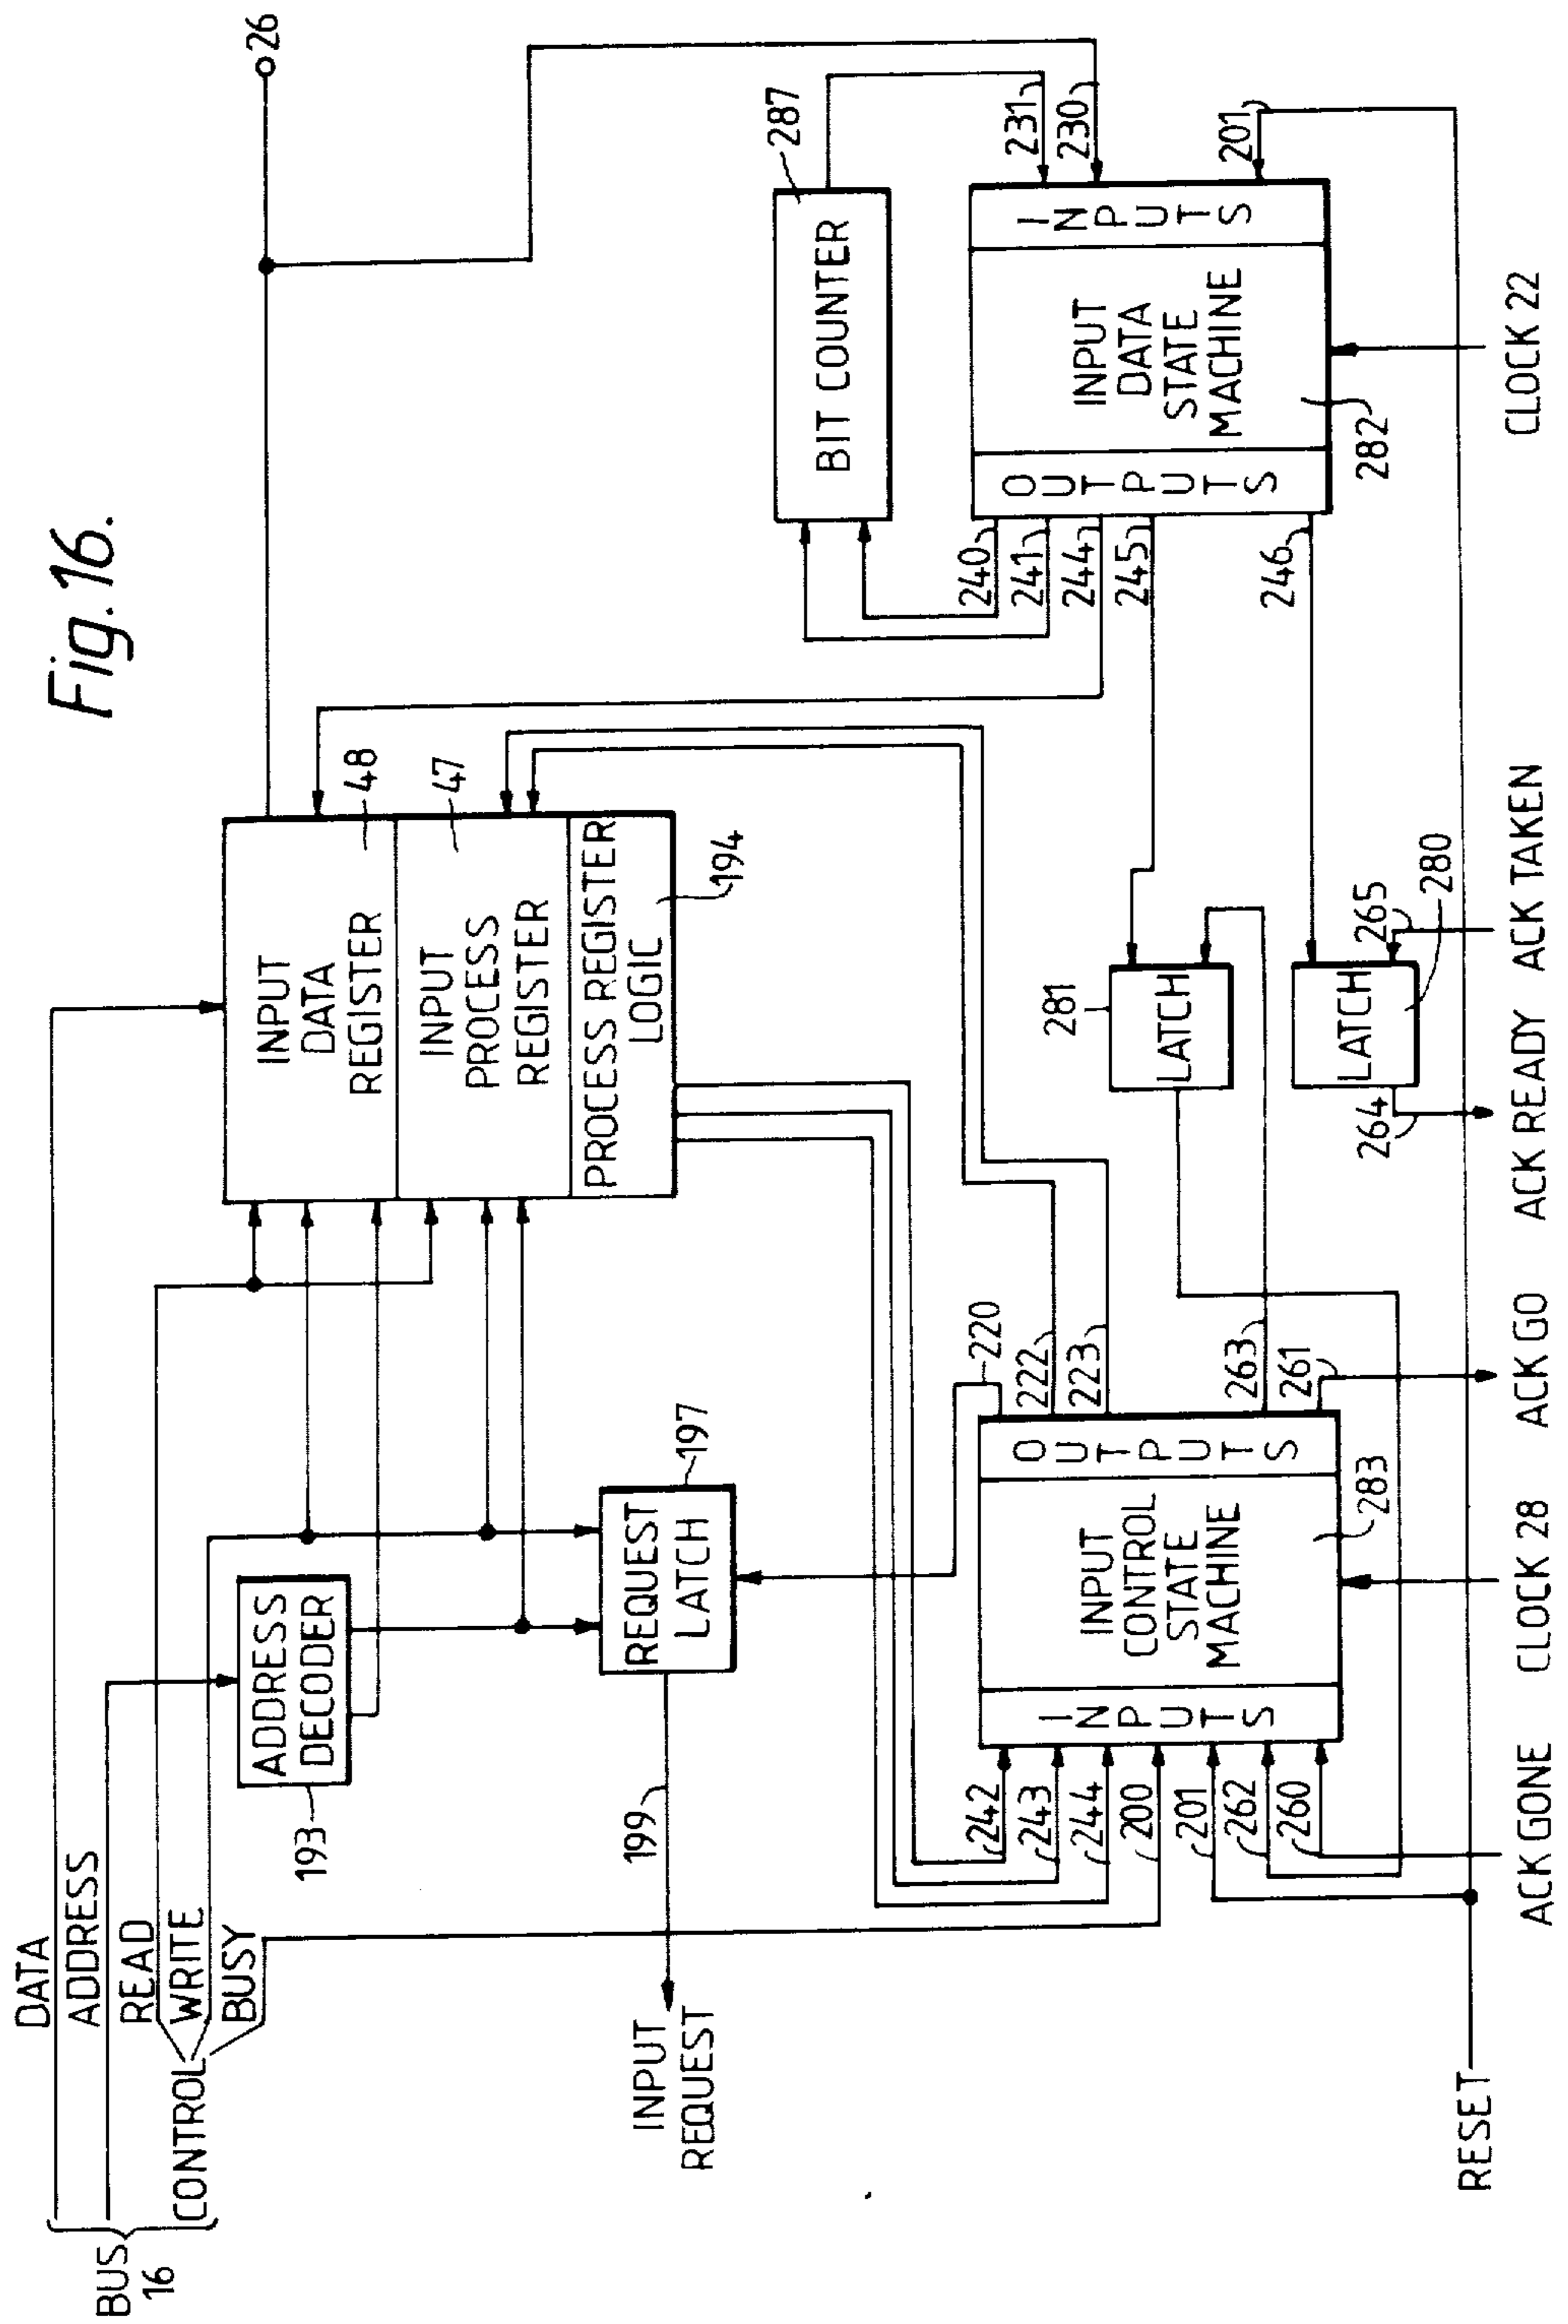 Fig.16.
BUS
16
DATA
ADDRESS
CONTROL
READ
WRITE
BUSY
193
ADDRESS
DECODER
INPUT
DATA
REGISTER
48
INPUT
PROCESS
REGISTER
47
PROCESS REGISTER
LOGIC
194
26
INPUT
REQUEST
199
REQUEST
LATCH
197
BIT COUNTER
287
242
243
244
200
201
262
260
INPUTS
INPUT
CONTROL
STATE
MACHINE
283
OUTPUTS
220
222
223
263
261
281
LATCH
LATCH
280
264
265
240
241
244
245
246
OUTPUTS
INPUT
DATA
STATE
MACHINE
282
INPUTS
231
230
201
RESET
ACK GONE
CLOCK 28
ACK GO
ACK READY
ACK TAKEN
CLOCK 22